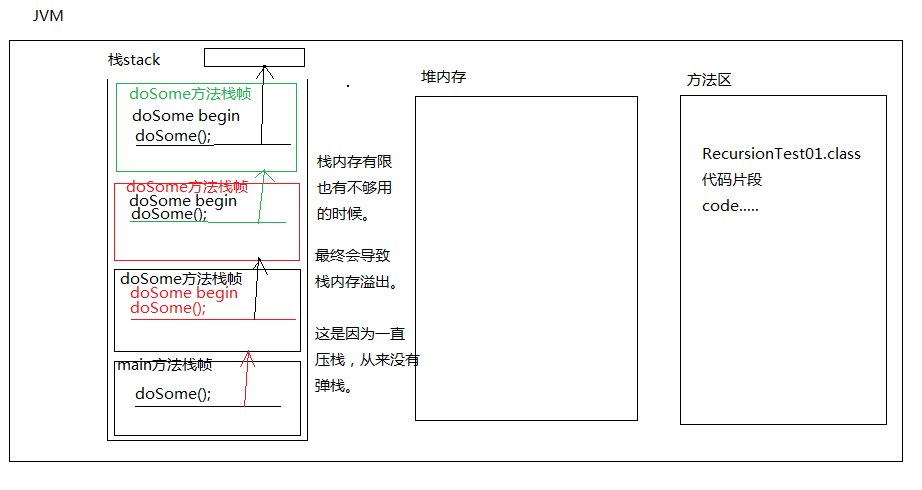 JVM
栈stack
doSome方法栈帧
doSome begin
doSome();
doSome方法栈帧
doSome begin
doSome();
doSome方法栈帧
doSome begin
doSome();
main方法栈帧
doSome();
栈内存有限
也有不够用
的时候。
最终会导致
栈内存溢出。
这是因为一直
压栈，从来没有
弹栈。
堆内存
方法区
RecursionTest01.class
代码片段
code.....